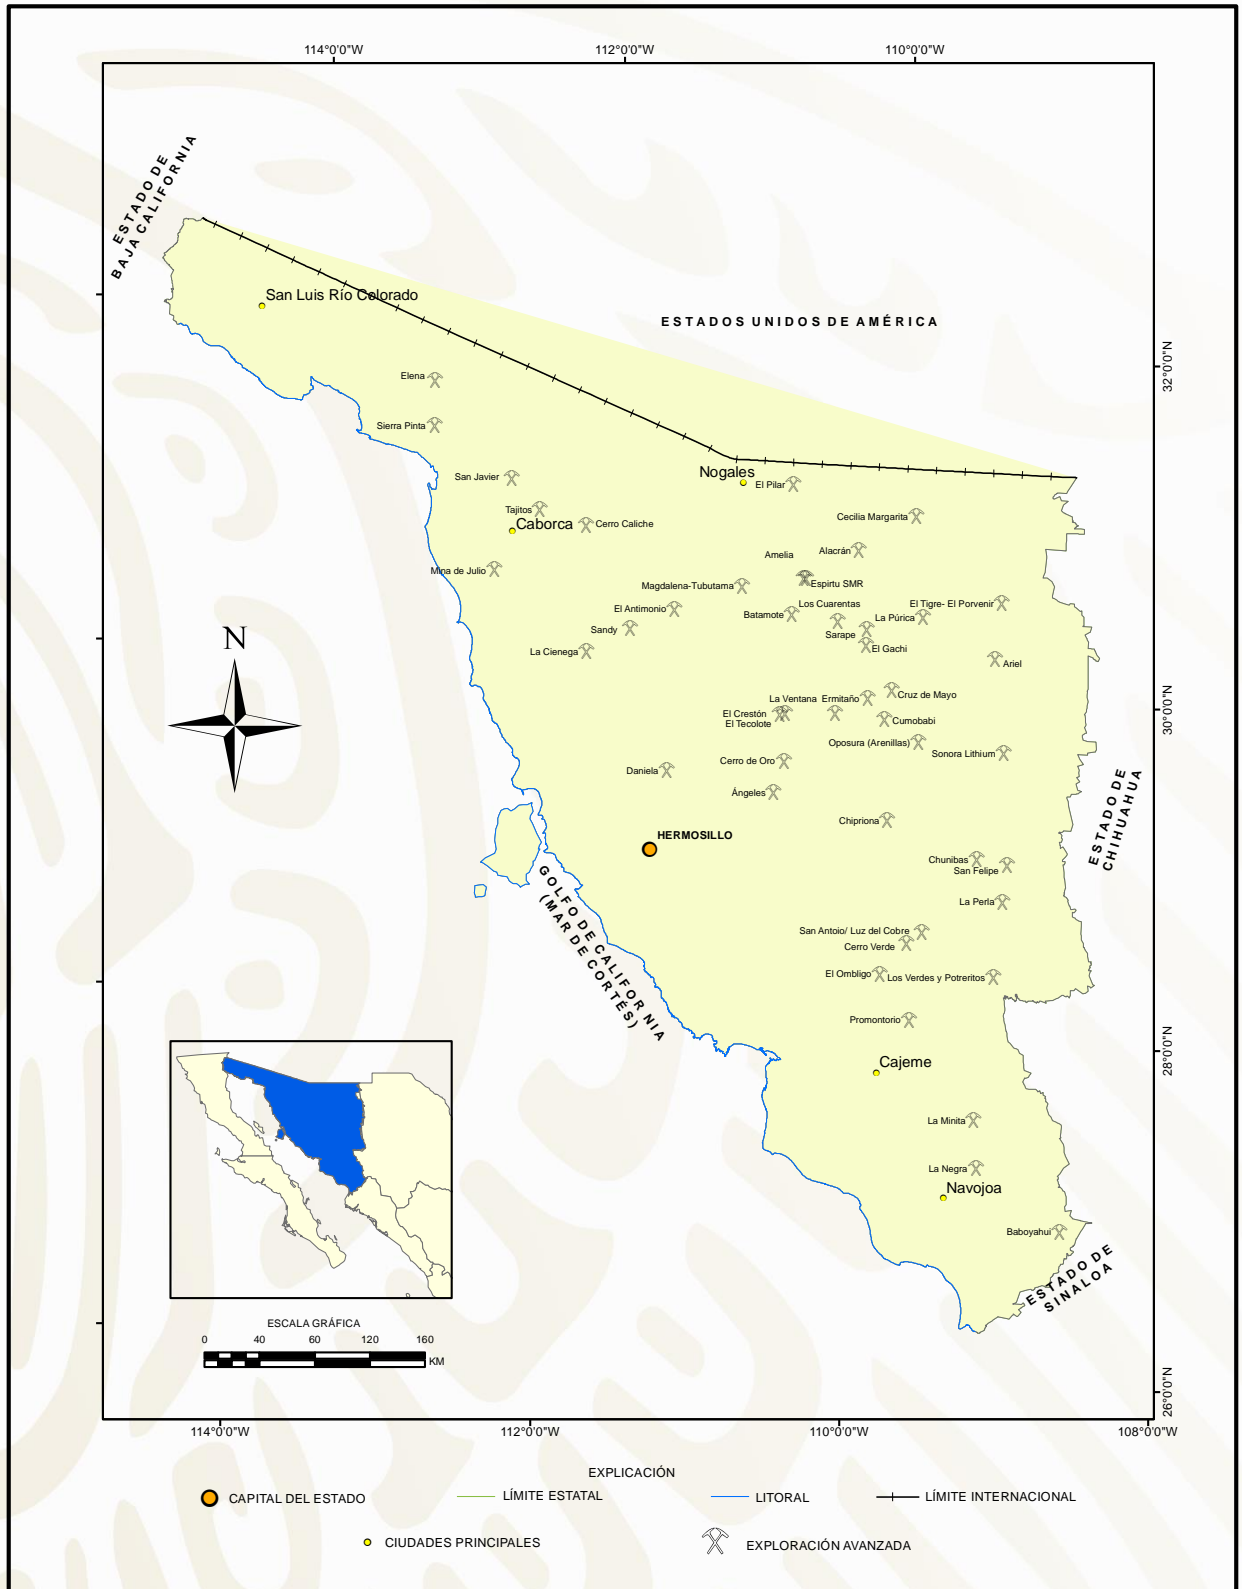 114°0'0"W
112°0'0"W
110°0'0"W
ESTADO DE
BAJA CALIFORNIA
San Luis Río Colorado
ESTADOS UNIDOS DE AMÉRICA
32°0'0"N
Elena
Sierra Pinta
San Javier
Nogales
El Pilar
Tajitos
Caborca
Cerro Caliche
Cecilia Margarita
Amelia
Alacrán
Mina de Julio
Magdalena-Tubutama
Espirtu SMR
El Antimonio
Batamote
Los Cuarentas
La Púrica
El Tigre- El Porvenir
Sandy
Sarape
N
La Cienega
El Gachi
Ariel
La Ventana
Ermitaño
Cruz de Mayo
El Crestón
El Tecolote
Cumobabi
30°0'0"N
Oposura (Arenillas)
Sonora Lithium
Daniela
Cerro de Oro
Ángeles
ESTADO DE
CHIHUAHUA
Chipriona
HERMOSILLO
Chunibas
San Felipe
GOLFO DE CALIFORNIA
(MAR DE CORTÉS)
La Perla
San Antoio/ Luz del Cobre
Cerro Verde
El Ombligo
Los Verdes y Potreritos
Promontorio
28°0'0"N
Cajeme
La Minita
La Negra
Navojoa
Baboyahui
ESTADO DE
SINALOA
ESCALA GRÁFICA
0 40 60 120 160
KM
26°0'0"N
114°0'0"W
112°0'0"W
110°0'0"W
108°0'0"W
EXPLICACIÓN
CAPITAL DEL ESTADO
LÍMITE ESTATAL
LITORAL
LÍMITE INTERNACIONAL
CIUDADES PRINCIPALES
EXPLORACIÓN AVANZADA